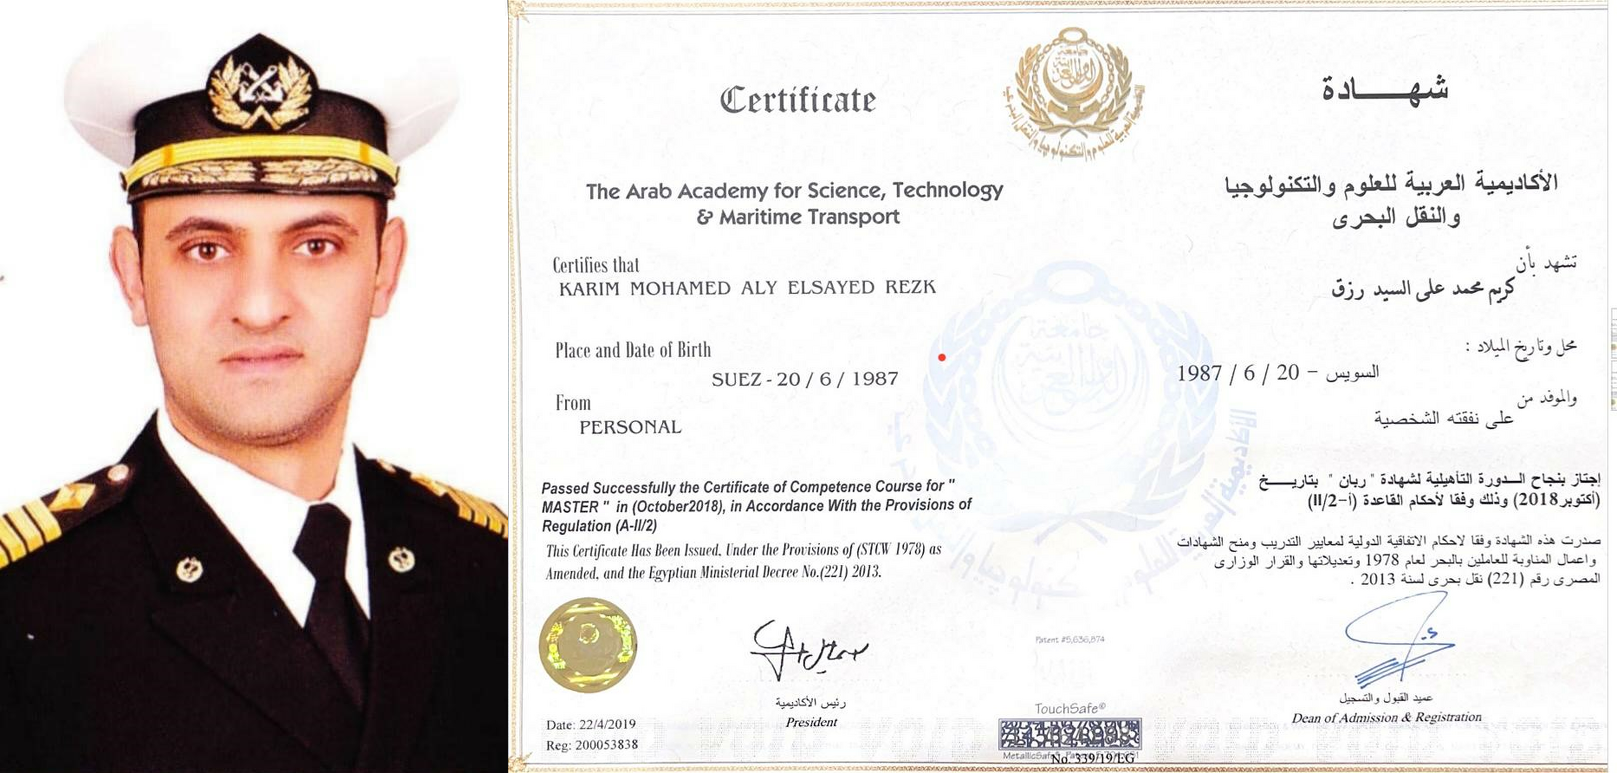 Certificate
The Arab Academy for Science, Technology
& Maritime Transport
Certifies that
KARIM MOHAMED ALY ELSAYED REZK
Place and Date of Birth
SUEZ - 20 / 6 / 1987
From
PERSONAL
Passed Successfully the Certificate of Competence Course for "
MASTER " in (October2018), in Accordance With the Provisions of
Regulation (A-II/2)
This Certificate Has Been Issued, Under the Provisions of (STCW 1978) as
Amended, and the Egyptian Ministerial Decree No.(221) 2013.
رئيس الأكاديمية
President
Date: 22/4/2019
Reg: 200053838
شهـــــادة
الأكاديمية العربية للعلوم والتكنولوجيا
والنقل البحرى
تشهد بأن
كريم محمد على السيد رزق
محل وتاريخ الميلاد :
السويس – 20 / 6 / 1987
والموفد من
على نفقته الشخصية
إجتاز بنجاح الـــدورة التأهيلية لشهادة " ربان " بتاريـــــخ
(أكتوبر2018) وذلك وفقا لأحكام القاعدة (أ-2/II)
صدرت هذه الشهادة وفقا لاحكام الاتفاقية الدولية لمعايير التدريب ومنح الشهادات
واعمال المناوبة للعاملين بالبحر لعام 1978 وتعديلاتها والقرار الوزارى
المصرى رقم (221) نقل بحرى لسنة 2013 .
عميد القبول والتسجيل
Dean of Admission & Registration
Patent #5,636,874
TouchSafe®
No. 339/19/EG